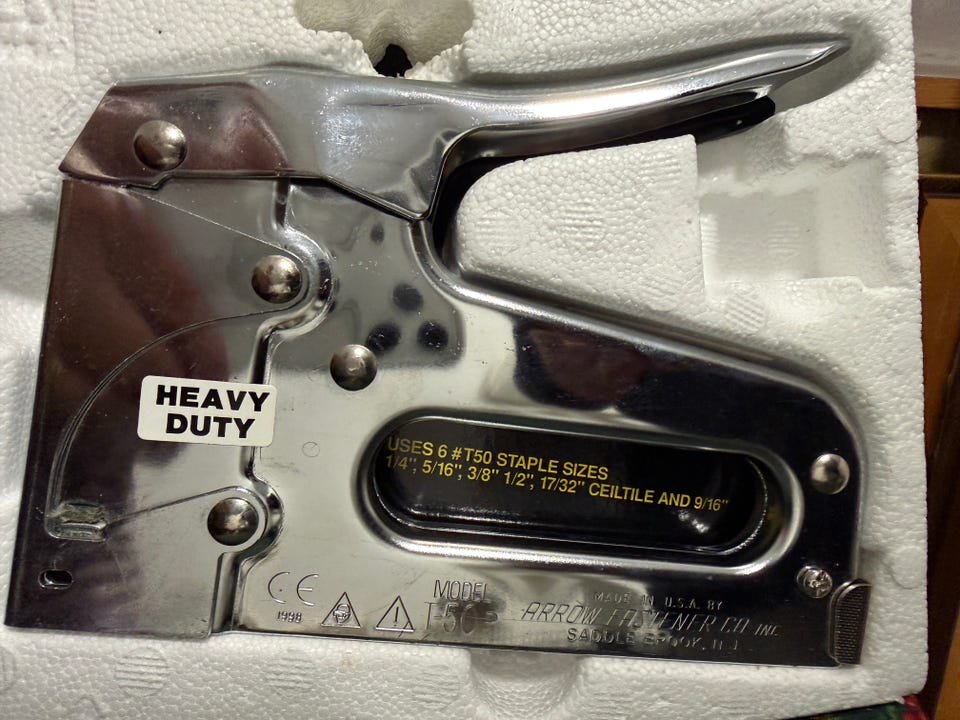 HEAVY
DUTY
USES 6 #T50 STAPLE SIZES
1/4", 5/16", 3/8" 1/2", 17/32" CEILTILE AND 9/16"
CE
1998
MODEL
MADE IN U.S.A. BY
ARROW FASTENER CO INC
SADDLE BROOK, N.J.